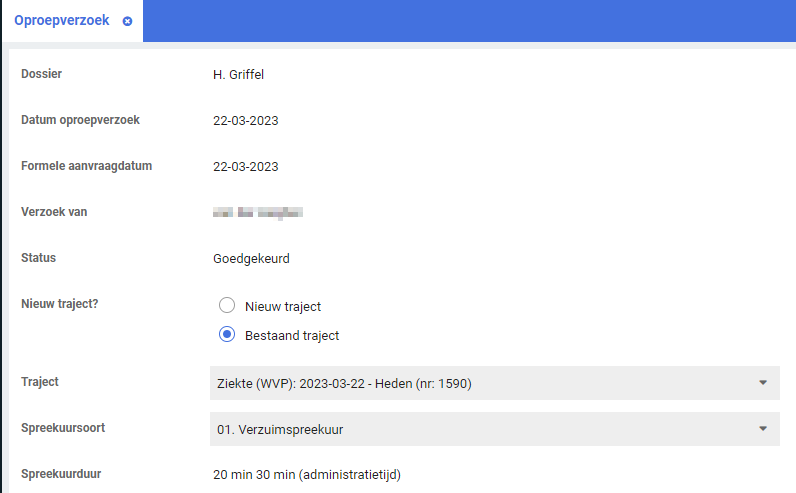 Oproepverzoek
Dossier H. Griffel
Datum oproepverzoek 22-03-2023
Formele aanvraagdatum 22-03-2023
Verzoek van
Status Goedgekeurd
Nieuw traject? Nieuw traject
Bestaand traject
Traject Ziekte (WVP): 2023-03-22 - Heden (nr: 1590)
Spreekuursoort 01. Verzuimspreekuur
Spreekuurduur 20 min 30 min (administratietijd)